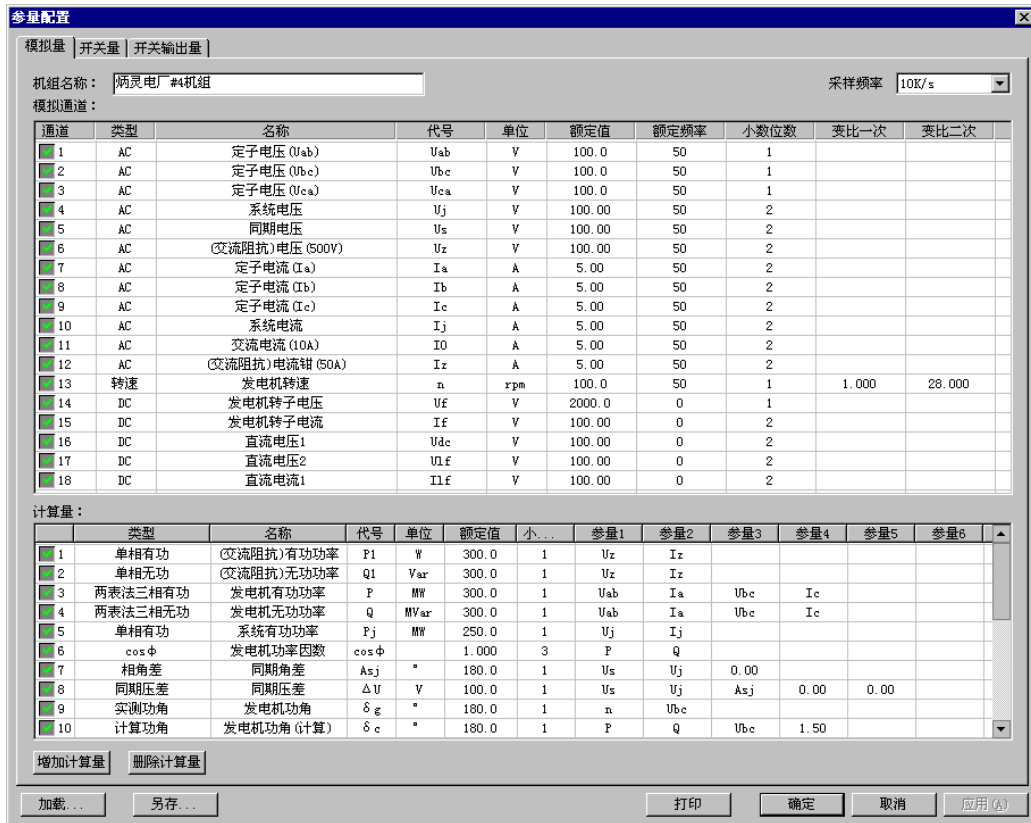 参量配置
模拟量 开关量 开关输出量
机组名称： 炳灵电厂#4机组 采样频率 10K/s
模拟通道：
通道 类型 名称 代号 单位 额定值 额定频率 小数位数 变比一次 变比二次
1 AC 定子电压(Uab) Uab V 100.0 50 1
2 AC 定子电压(Ubc) Ubc V 100.0 50 1
3 AC 定子电压(Uca) Uca V 100.0 50 1
4 AC 系统电压 Uj V 100.00 50 2
5 AC 同期电压 Us V 100.00 50 2
6 AC (交流阻抗)电压(500V) Uz V 100.00 50 2
7 AC 定子电流(Ia) Ia A 5.00 50 2
8 AC 定子电流(Ib) Ib A 5.00 50 2
9 AC 定子电流(Ic) Ic A 5.00 50 2
10 AC 系统电流 Ij A 5.00 50 2
11 AC 交流电流(10A) I0 A 5.00 50 2
12 AC (交流阻抗)电流钳(50A) Iz A 5.00 50 2
13 转速 发电机转速 n rpm 100.0 50 1 1.000 28.000
14 DC 发电机转子电压 Uf V 2000.0 0 1
15 DC 发电机转子电流 If V 100.00 0 2
16 DC 直流电压1 Udc V 100.00 0 2
17 DC 直流电压2 Ulf V 100.00 0 2
18 DC 直流电流1 Ilf V 100.00 0 2
计算量：
类型 名称 代号 单位 额定值 小... 参量1 参量2 参量3 参量4 参量5 参量6
1 单相有功 (交流阻抗)有功功率 P1 W 300.0 1 Uz Iz
2 单相无功 (交流阻抗)无功功率 Q1 Var 300.0 1 Uz Iz
3 两表法三相有功 发电机有功功率 P MW 300.0 1 Uab Ia Ubc Ic
4 两表法三相无功 发电机无功功率 Q MVar 300.0 1 Uab Ia Ubc Ic
5 单相有功 系统有功功率 Pj MW 250.0 1 Uj Ij
6 cosφ 发电机功率因数 cosφ 1.000 3 P Q
7 相角差 同期角差 Asj ° 180.0 1 Us Uj 0.00
8 同期压差 同期压差 ΔU V 100.0 1 Us Uj Asj 0.00 0.00
9 实测功角 发电机功角 δg ° 180.0 1 n Ubc
10 计算功角 发电机功角(计算) δc ° 180.0 1 P Q Ubc 1.50
增加计算量 删除计算量
加载... 另存... 打印 确定 取消 应用(A)